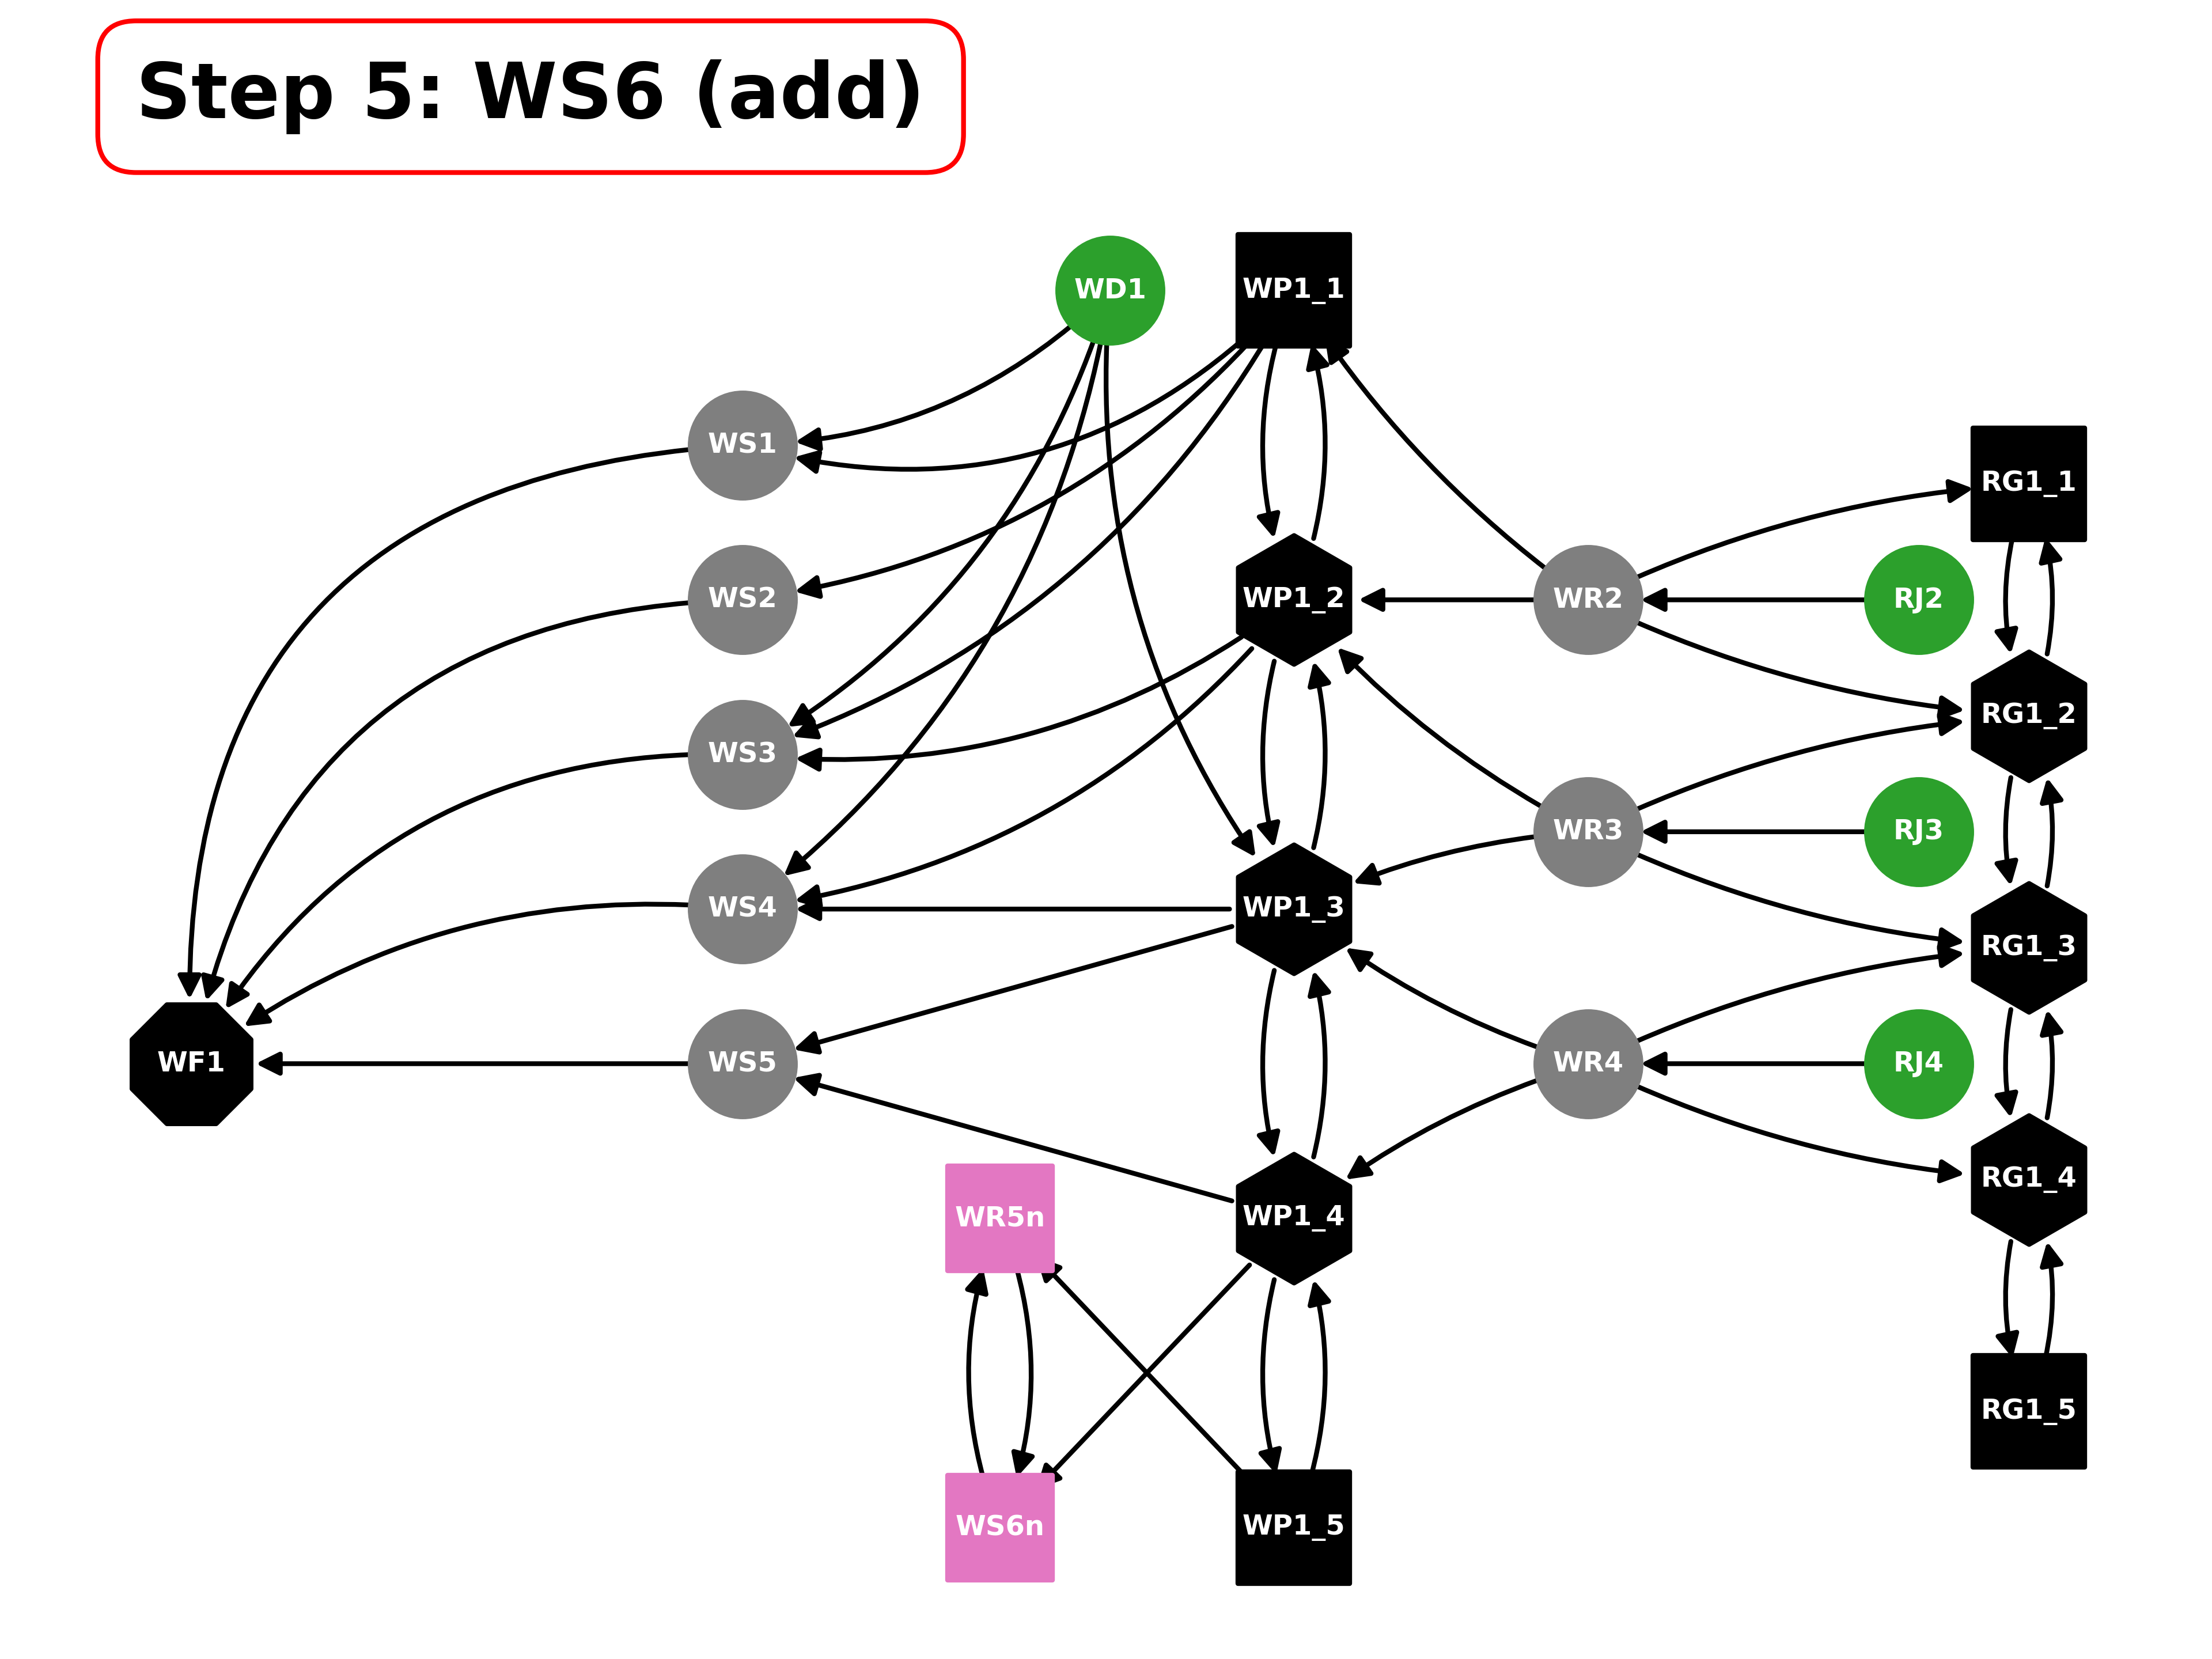 Step 5: WS6 (add)
WD1
WP1_1
WS1
RG1_1
WS2
WP1_2
WR2
RJ2
RG1_2
WS3
WR3
RJ3
WS4
WP1_3
RG1_3
WF1
WS5
WR4
RJ4
RG1_4
WR5n
WP1_4
RG1_5
WS6n
WP1_5